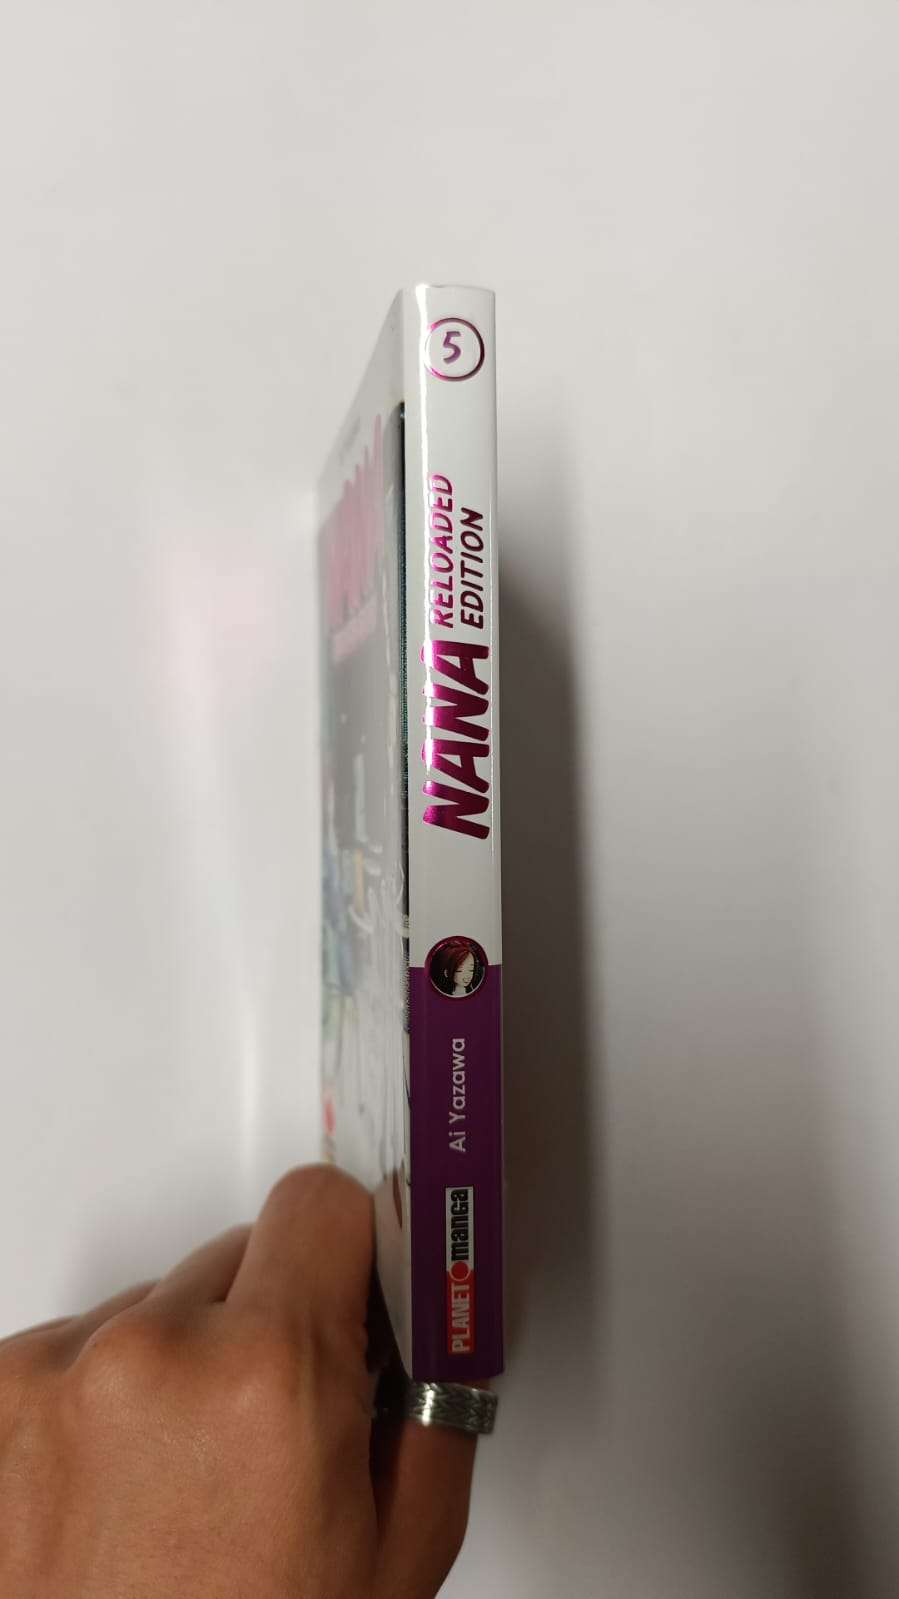 5
NANA
RELOADED
EDITION
Ai Yazawa
PLANET manga